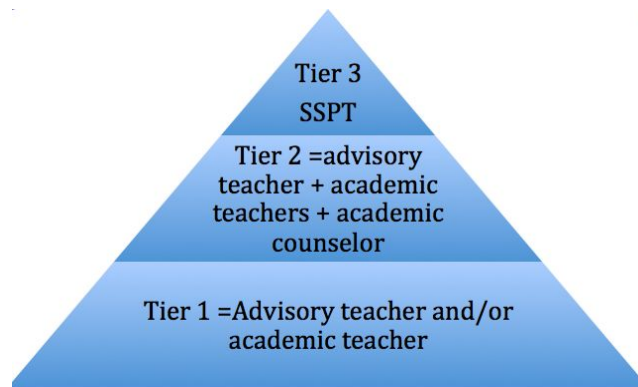 Tier 3
SSPT
Tier 2 =advisory
teacher + academic
teachers + academic
counselor
Tier 1 =Advisory teacher and/or
academic teacher